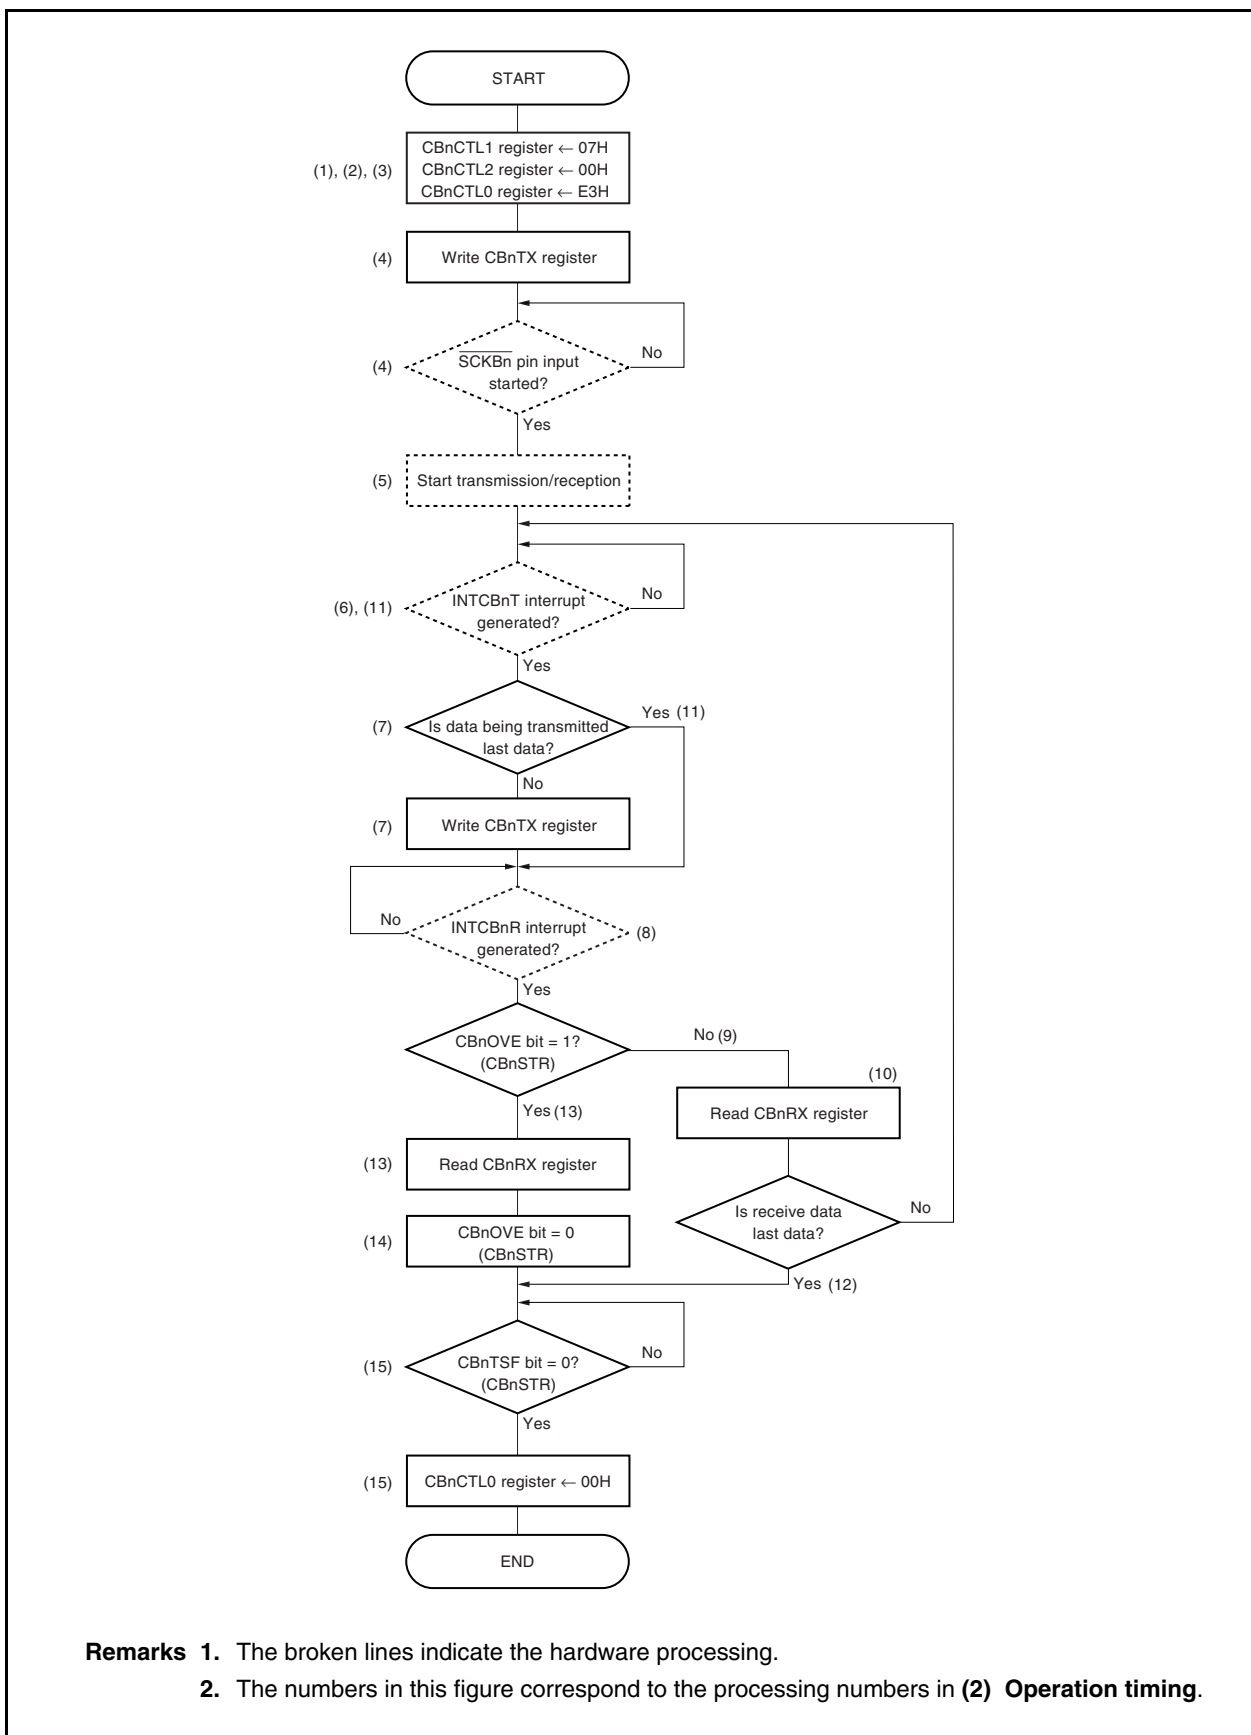 START
(1), (2), (3)
CBnCTL1 register ← 07H
CBnCTL2 register ← 00H
CBnCTL0 register ← E3H
(4)
Write CBnTX register
(4)
SCKBn pin input
started?
No
Yes
(5)
Start transmission/reception
(6), (11)
INTCBnT interrupt
generated?
No
Yes
(7)
Is data being transmitted
last data?
Yes (11)
No
(7)
Write CBnTX register
No
INTCBnR interrupt
generated?
(8)
Yes
CBnOVE bit = 1?
(CBnSTR)
No (9)
Yes (13)
(10)
Read CBnRX register
(13)
Read CBnRX register
Is receive data
last data?
No
(14)
CBnOVE bit = 0
(CBnSTR)
Yes (12)
(15)
CBnTSF bit = 0?
(CBnSTR)
No
Yes
(15)
CBnCTL0 register ← 00H
END
Remarks 1. The broken lines indicate the hardware processing.
2. The numbers in this figure correspond to the processing numbers in (2) Operation timing.